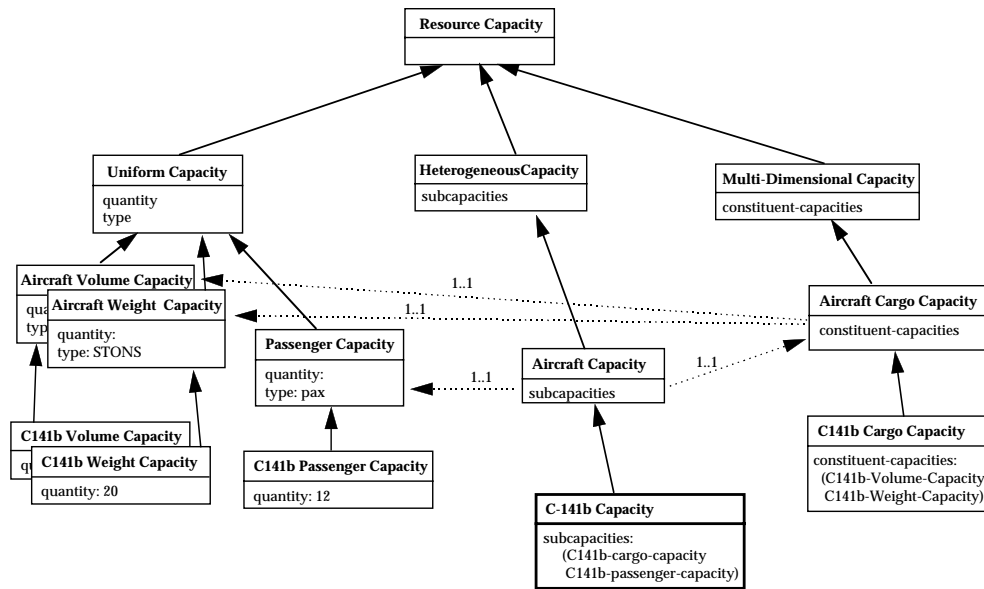 Resource Capacity
Uniform Capacity
quantity
type
HeterogeneousCapacity
subcapacities
Multi-Dimensional Capacity
constituent-capacities
Aircraft Volume Capacity
typ
Aircraft Weight Capacity
quantity:
type: STONS
1..1
1..1
Aircraft Cargo Capacity
constituent-capacities
Passenger Capacity
quantity:
type: pax
1..1
Aircraft Capacity
subcapacities
1..1
C141b Volume Capacity
C141b Weight Capacity
quantity: 20
C141b Passenger Capacity
quantity: 12
C-141b Capacity
subcapacities:
(C141b-cargo-capacity
C141b-passenger-capacity)
C141b Cargo Capacity
constituent-capacities:
(C141b-Volume-Capacity
C141b-Weight-Capacity)